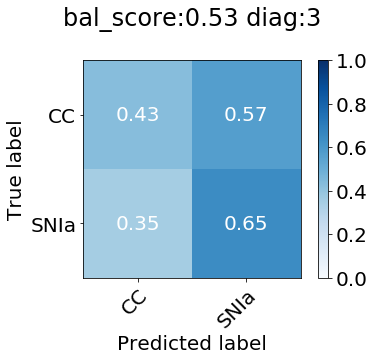 bal_score:0.53 diag:3
True label
CC
SNIa
0.43 0.57
0.35 0.65
CC SNIa
Predicted label
1.0
0.8
0.6
0.4
0.2
0.0